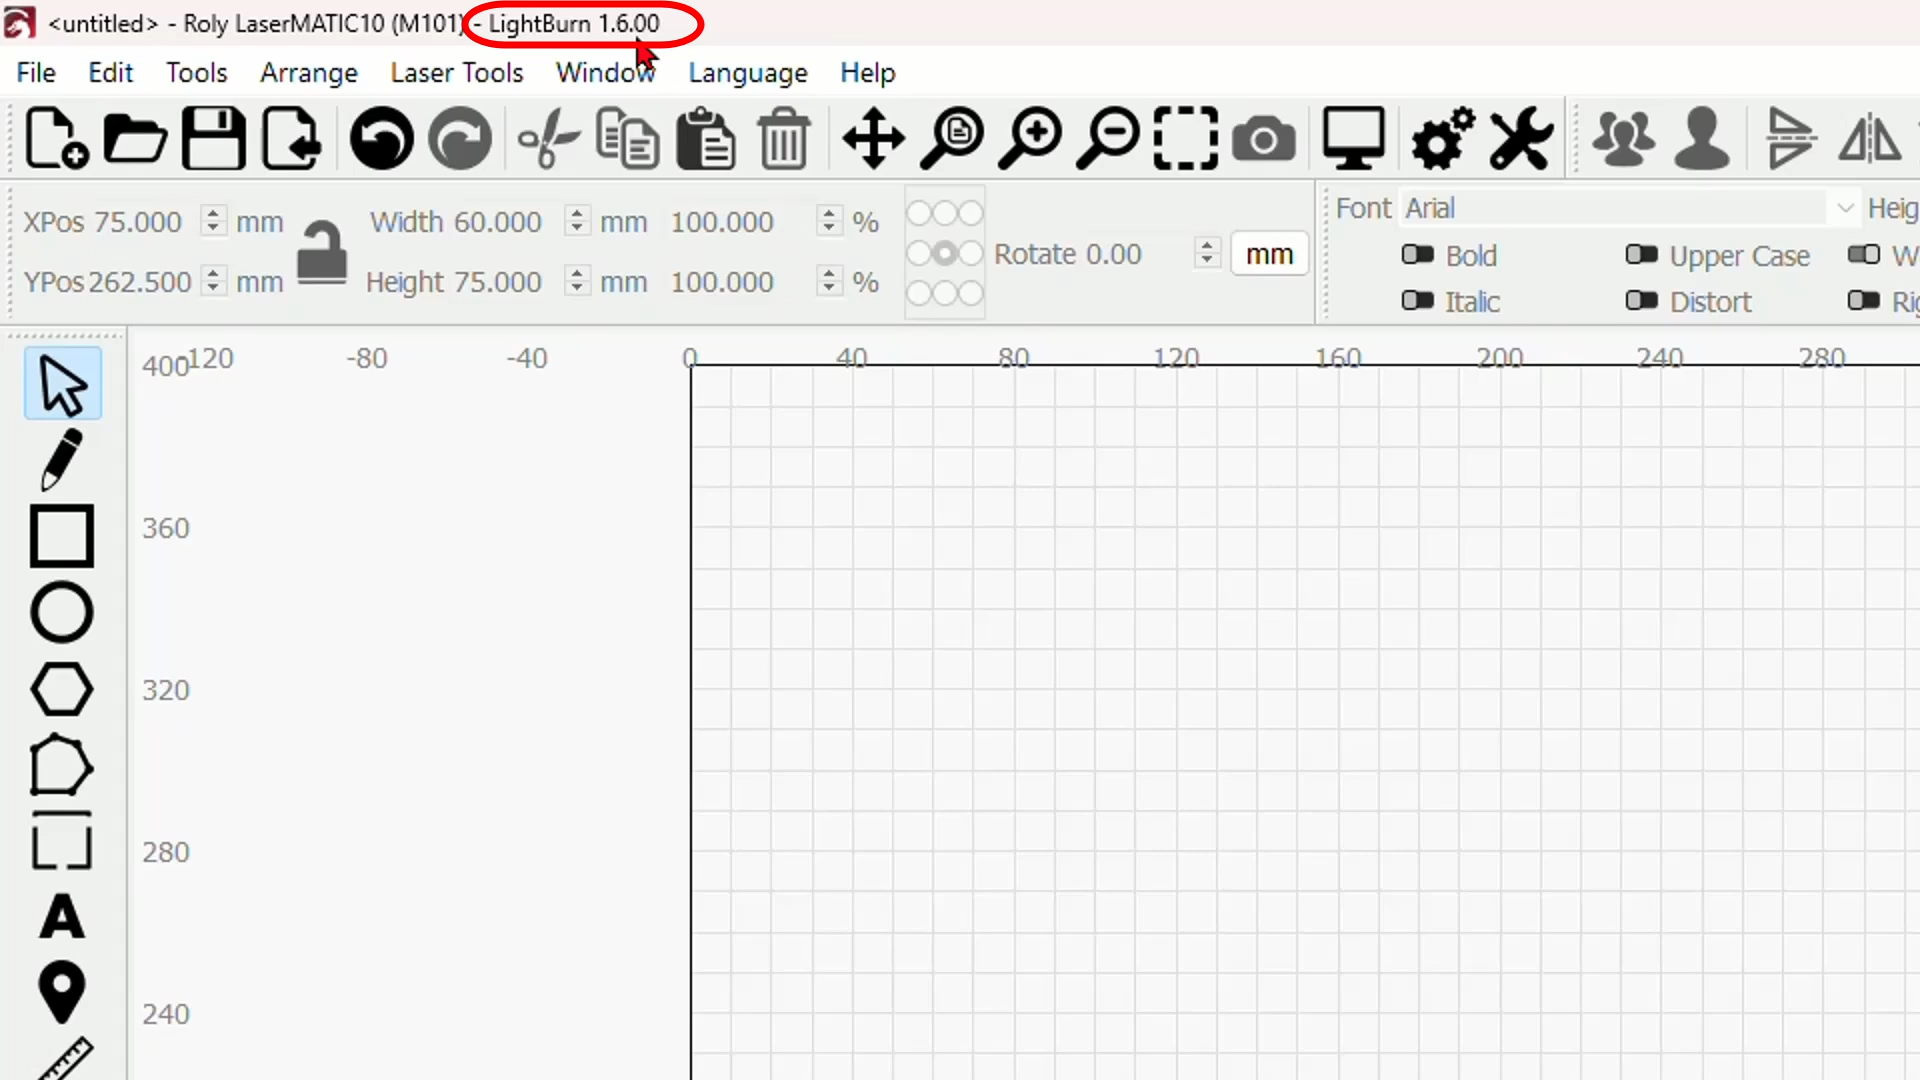 <untitled> - Roly LaserMATIC10 (M101) - LightBurn 1.6.00
File Edit Tools Arrange Laser Tools Window Language Help
XPos 75.000 mm Width 60.000 mm 100.000 %
YPos 262.500 mm Height 75.000 mm 100.000 %
Rotate 0.00 mm
Font Arial
Bold Upper Case
Italic Distort
-120 -80 -40 0 40 80 120 160 200 240 280
400
360
320
280
240